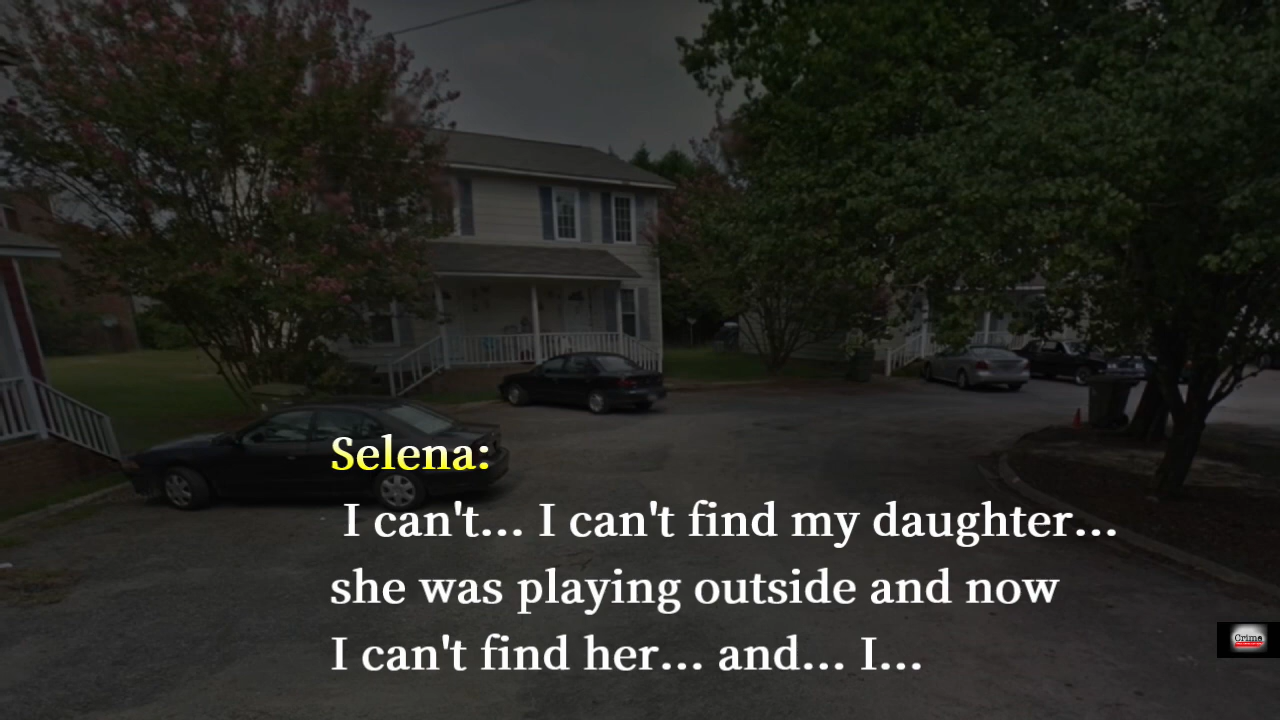 Selena:
I can't... I can't find my daughter...
she was playing outside and now
I can't find her... and... I...
Crime